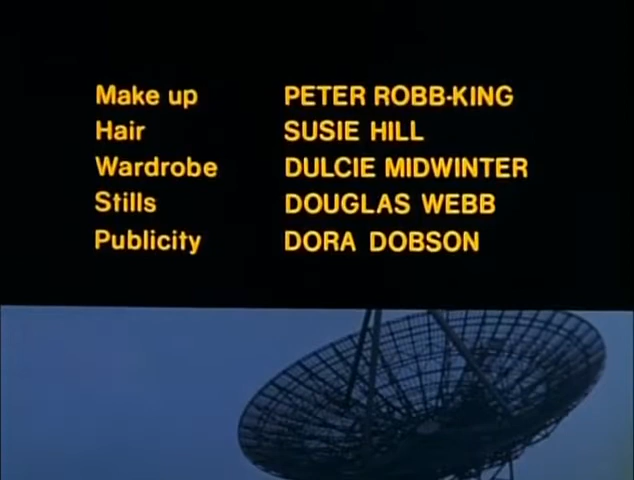 Make up PETER ROBB-KING
Hair SUSIE HILL
Wardrobe DULCIE MIDWINTER
Stills DOUGLAS WEBB
Publicity DORA DOBSON